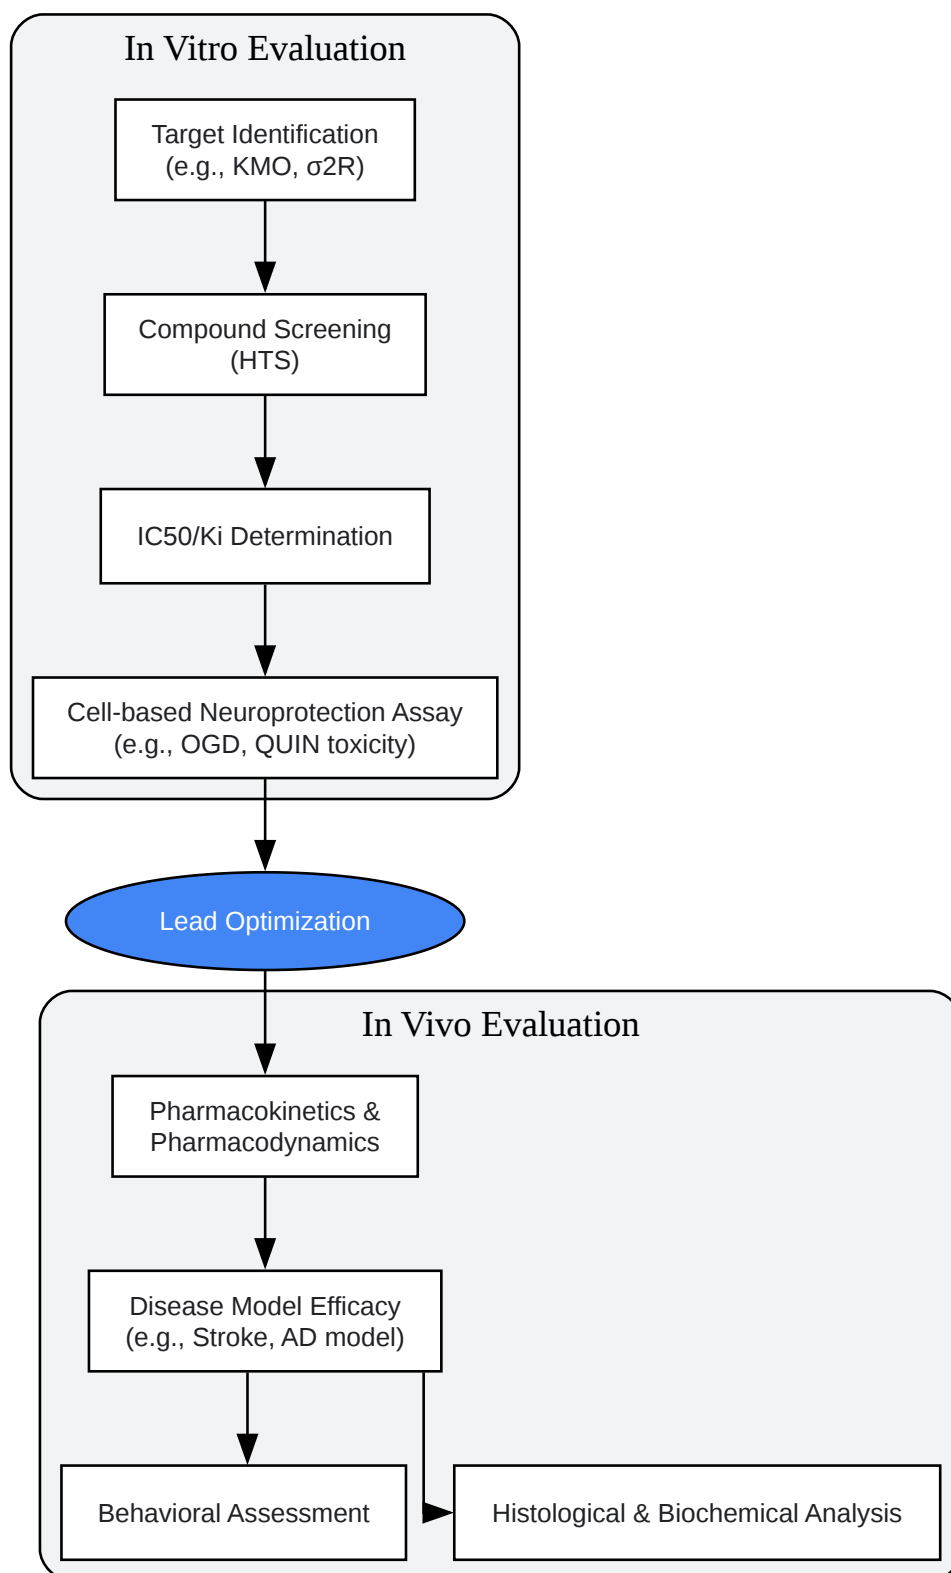 In Vitro Evaluation
Target Identification
(e.g., KMO, σ2R)
Compound Screening
(HTS)
IC50/Ki Determination
Cell-based Neuroprotection Assay
(e.g., OGD, QUIN toxicity)
Lead Optimization
In Vivo Evaluation
Pharmacokinetics &
Pharmacodynamics
Disease Model Efficacy
(e.g., Stroke, AD model)
Behavioral Assessment
Histological & Biochemical Analysis